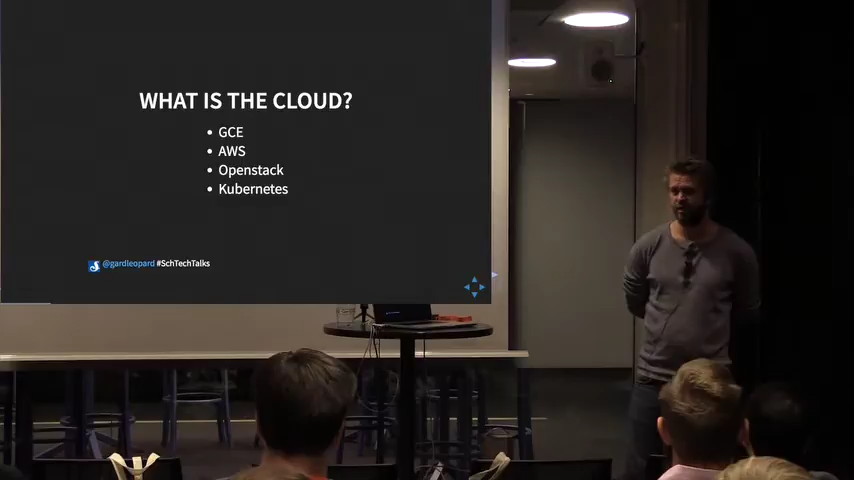 WHAT IS THE CLOUD?
• GCE
• AWS
• Openstack
• Kubernetes
@gardleopard #SchTechTalks